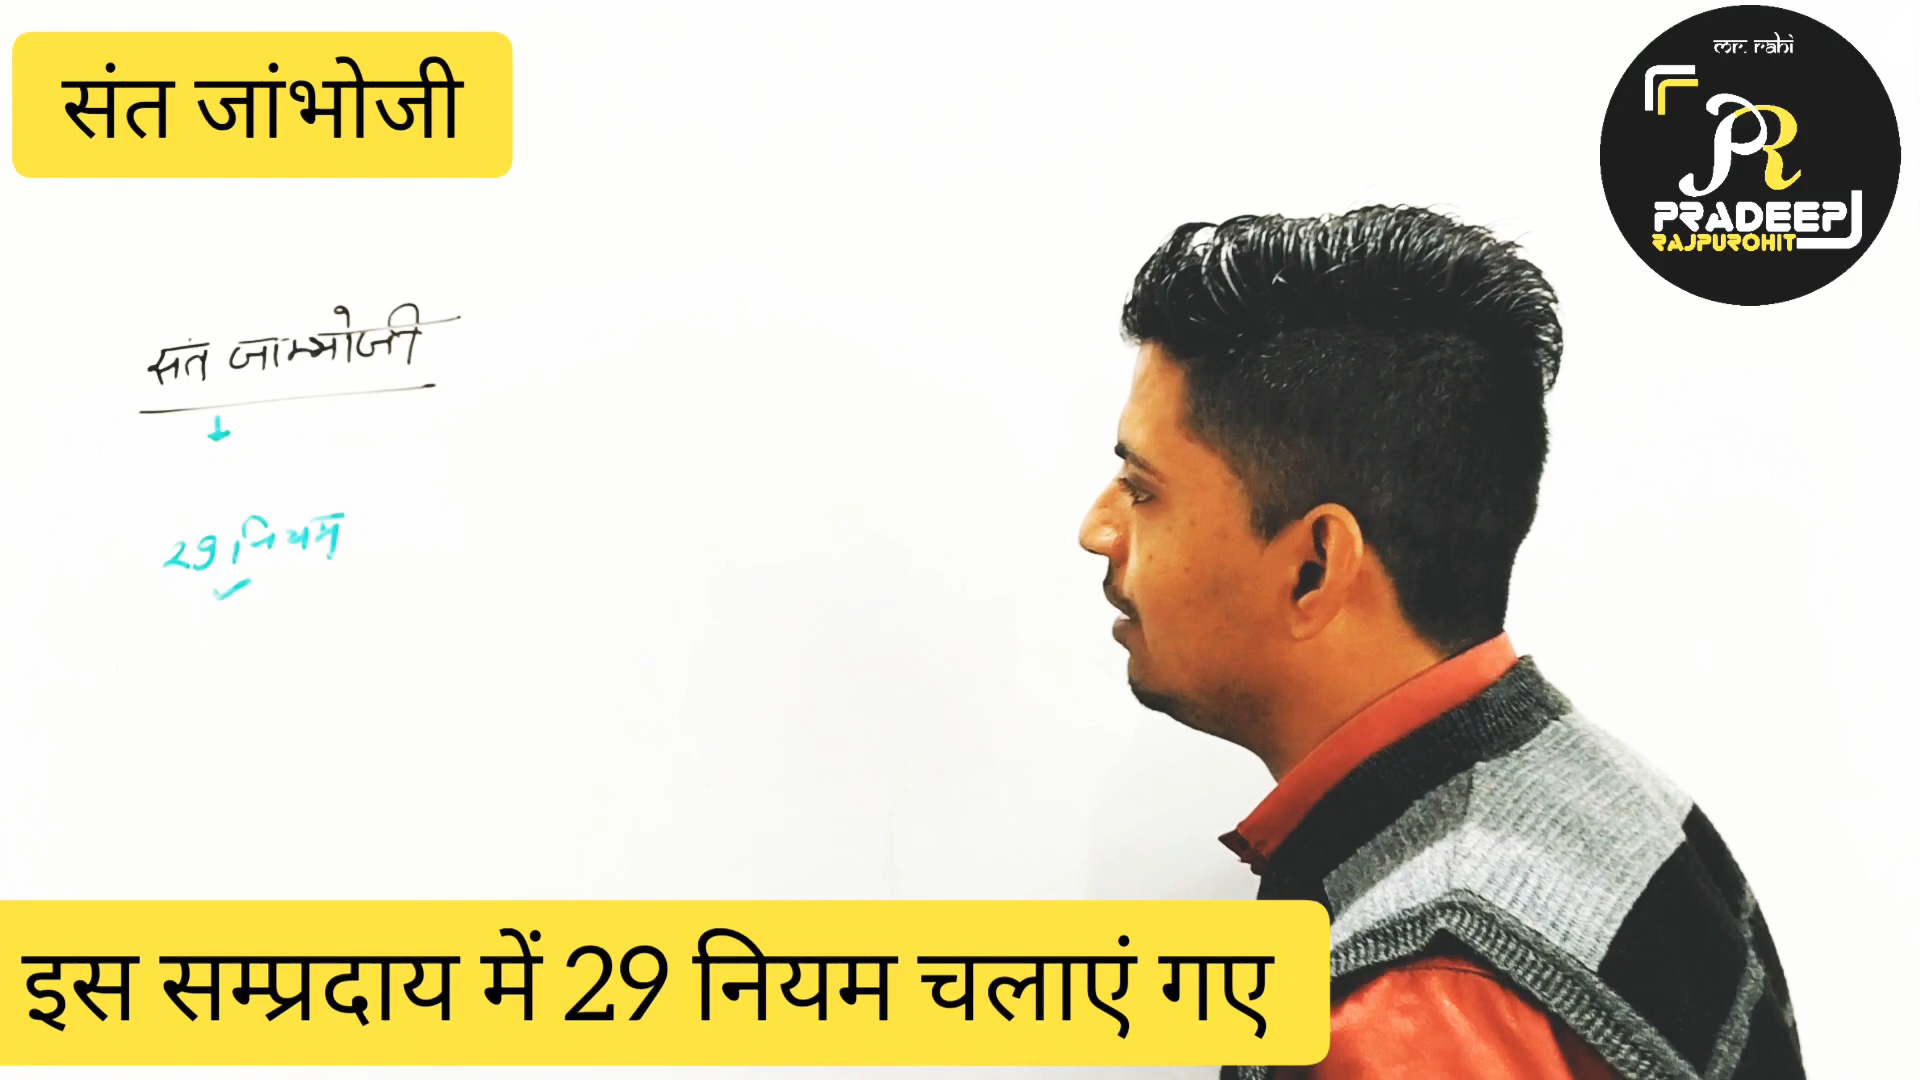 संत जांभोजी
mr. rahi
PR
PRADEEP
RAJPUROHIT
संत जाम्भोजी
29 नियम
इस सम्प्रदाय में 29 नियम चलाएं गए